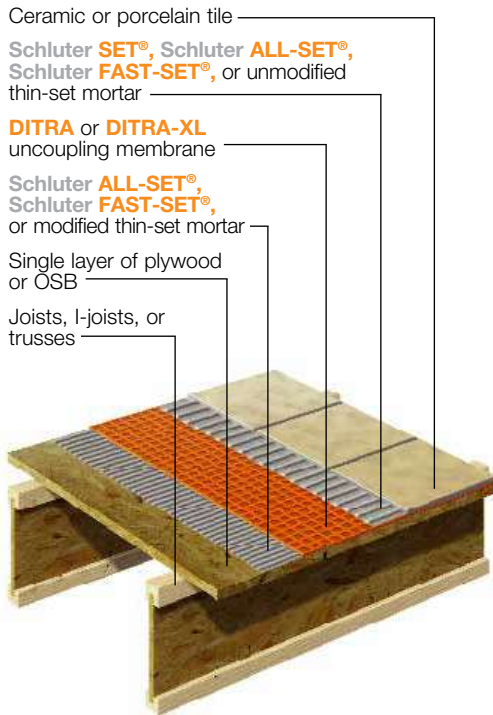 Ceramic or porcelain tile
Schluter SET®, Schluter ALL-SET®,
Schluter FAST-SET®, or unmodified
thin-set mortar
DITRA or DITRA-XL
uncoupling membrane
Schluter ALL-SET®,
Schluter FAST-SET®,
or modified thin-set mortar
Single layer of plywood
or OSB
Joists, I-joists, or
trusses